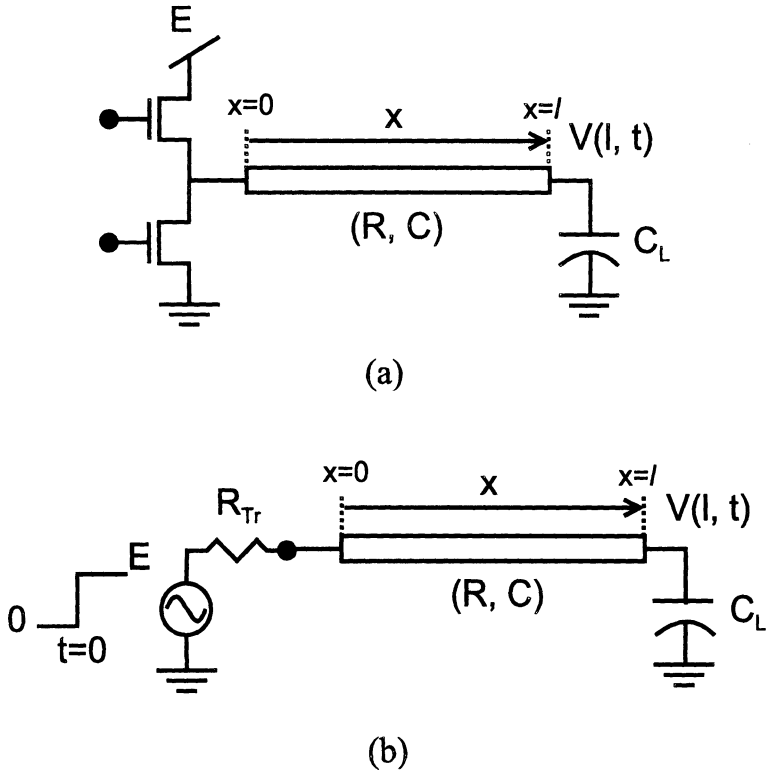 E
x=0
x
x=l
V(l, t)
(R, C)
C_L
(a)
x=0
x
x=l
R_Tr
V(l, t)
E
0
t=0
(R, C)
C_L
(b)